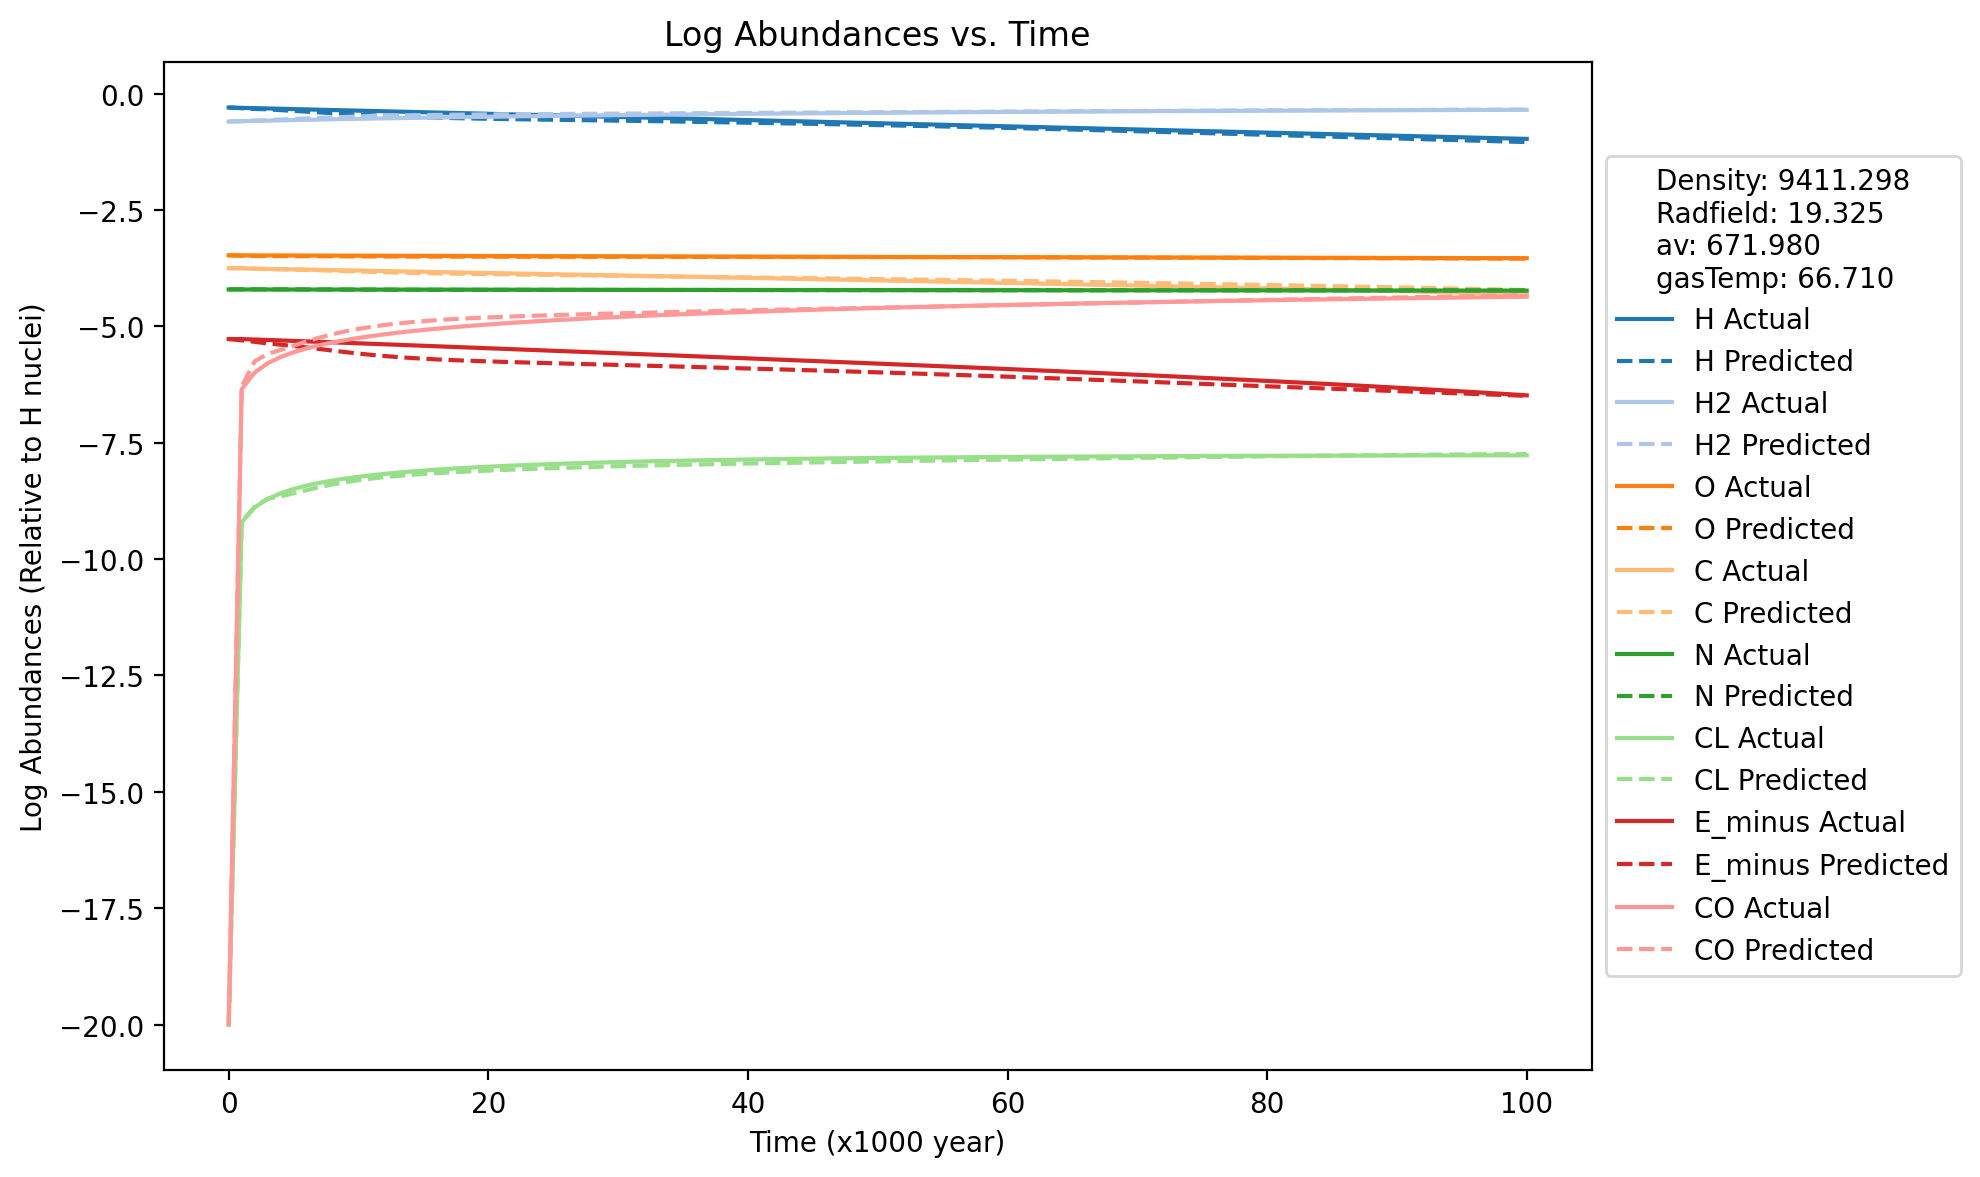 Log Abundances vs. Time
Log Abundances (Relative to H nuclei)
0.0
−2.5
−5.0
−7.5
−10.0
−12.5
−15.0
−17.5
−20.0
0
20
40
60
80
100
Time (x1000 year)
Density: 9411.298
Radfield: 19.325
av: 671.980
gasTemp: 66.710
H Actual
H Predicted
H2 Actual
H2 Predicted
O Actual
O Predicted
C Actual
C Predicted
N Actual
N Predicted
CL Actual
CL Predicted
E_minus Actual
E_minus Predicted
CO Actual
CO Predicted